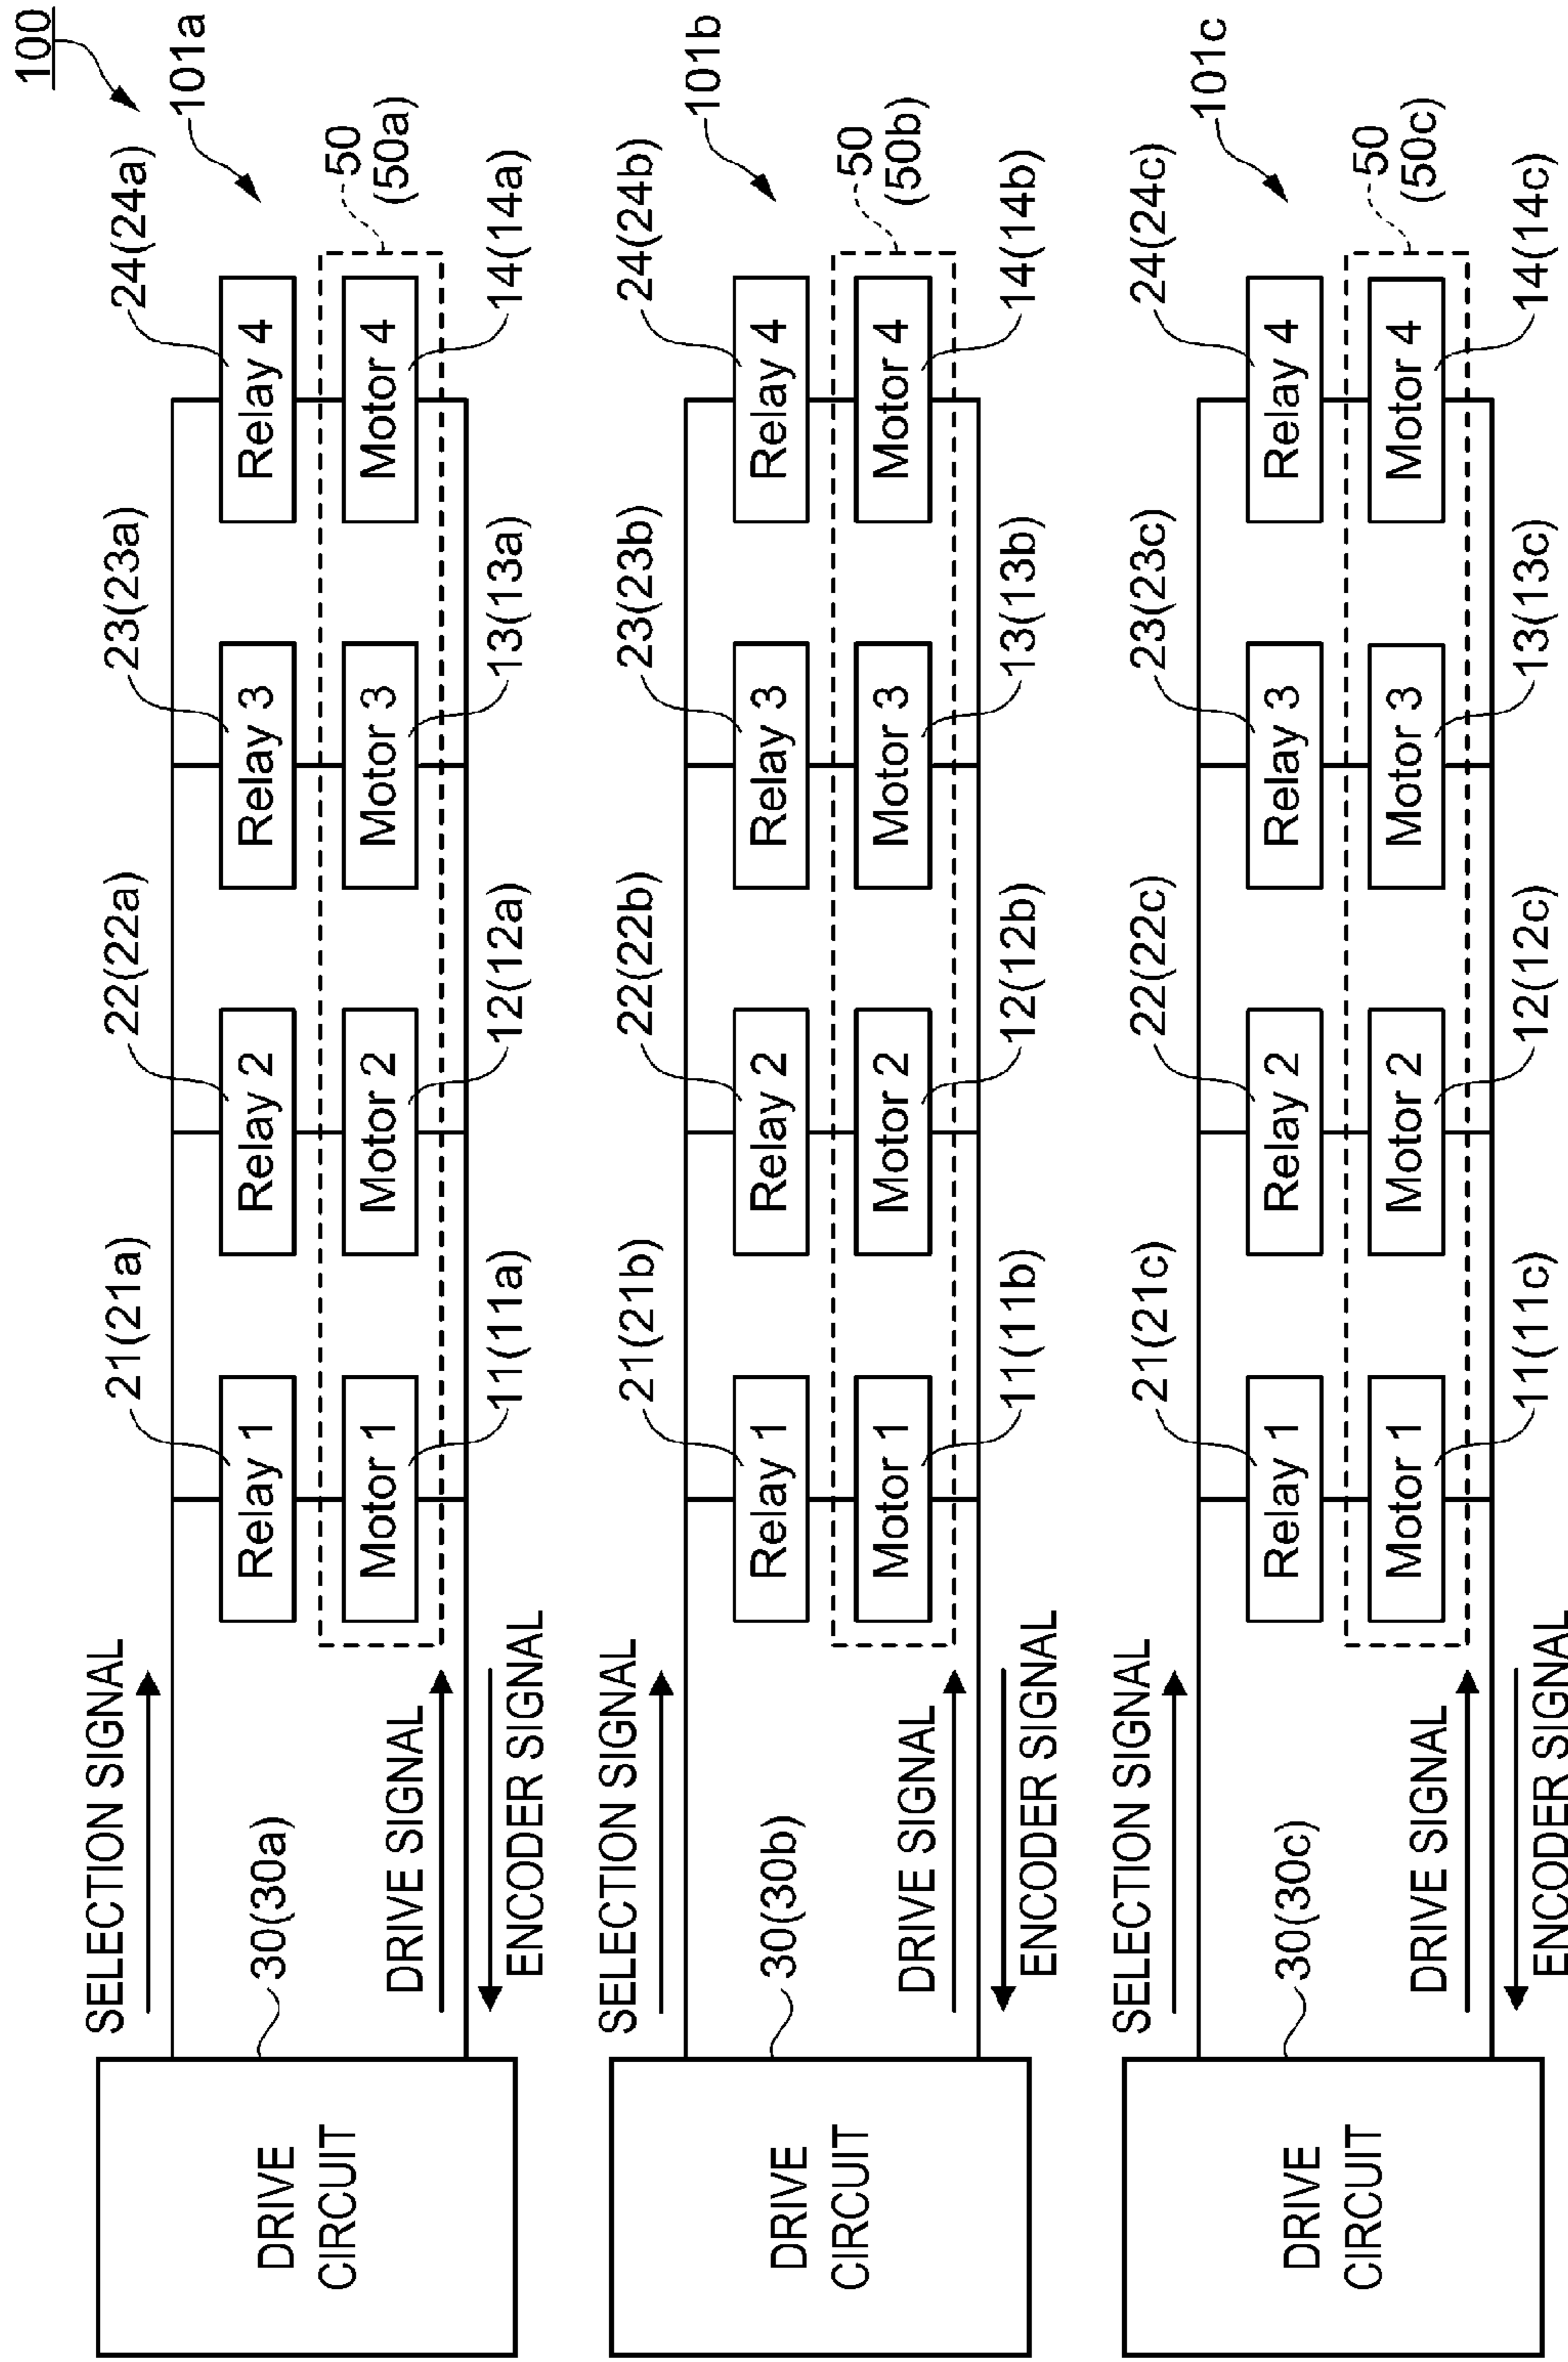 100
101a
24(24a)
23(23a)
22(22a)
21(21a)
SELECTION SIGNAL
30(30a)
DRIVE
CIRCUIT
Relay 1
Relay 2
Relay 3
Relay 4
50
(50a)
Motor 1
Motor 2
Motor 3
Motor 4
DRIVE SIGNAL
ENCODER SIGNAL
11(11a)
12(12a)
13(13a)
14(14a)
101b
24(24b)
23(23b)
22(22b)
21(21b)
SELECTION SIGNAL
30(30b)
DRIVE
CIRCUIT
Relay 1
Relay 2
Relay 3
Relay 4
50
(50b)
Motor 1
Motor 2
Motor 3
Motor 4
DRIVE SIGNAL
ENCODER SIGNAL
11(11b)
12(12b)
13(13b)
14(14b)
101c
24(24c)
23(23c)
22(22c)
21(21c)
SELECTION SIGNAL
30(30c)
DRIVE
CIRCUIT
Relay 1
Relay 2
Relay 3
Relay 4
50
(50c)
Motor 1
Motor 2
Motor 3
Motor 4
DRIVE SIGNAL
ENCODER SIGNAL
11(11c)
12(12c)
13(13c)
14(14c)